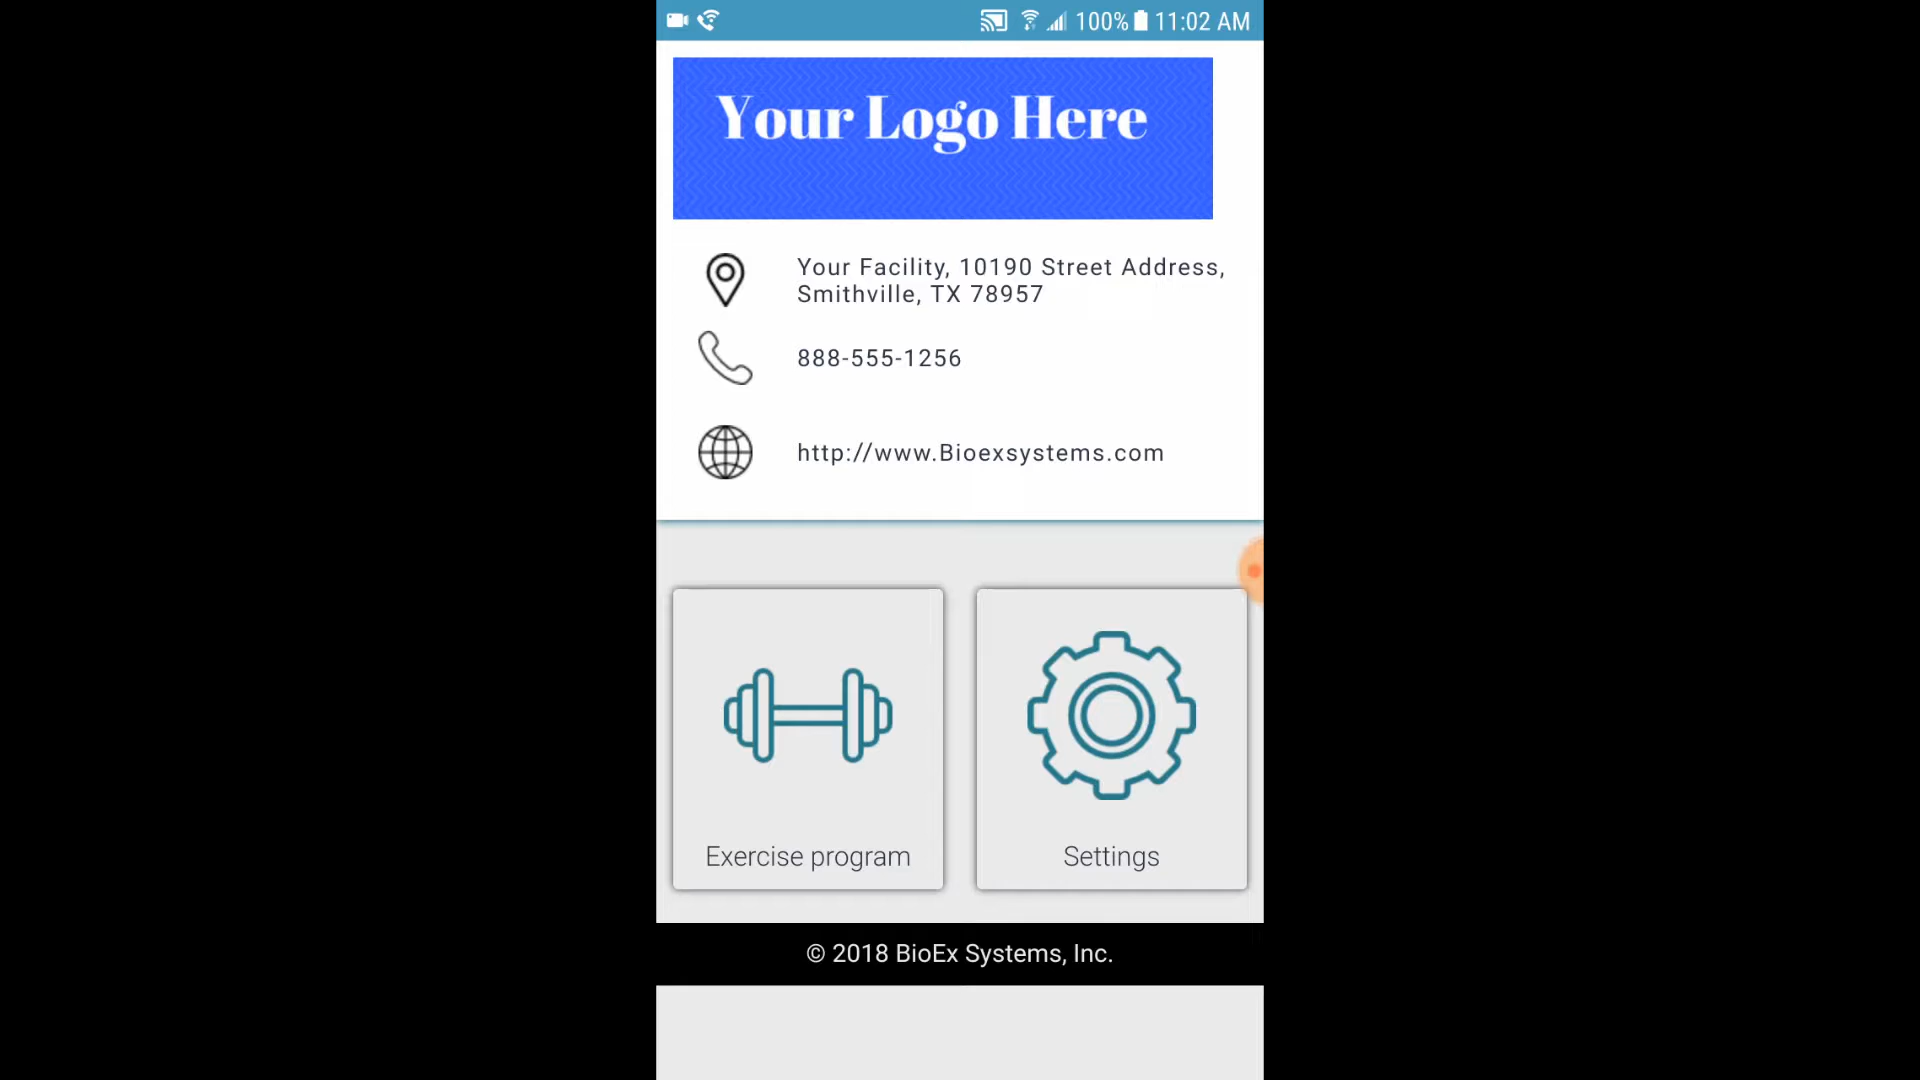 100% 11:02 AM
Your Logo Here
Your Facility, 10190 Street Address,
Smithville, TX 78957
888-555-1256
http://www.Bioexsystems.com
Exercise program
Settings
© 2018 BioEx Systems, Inc.